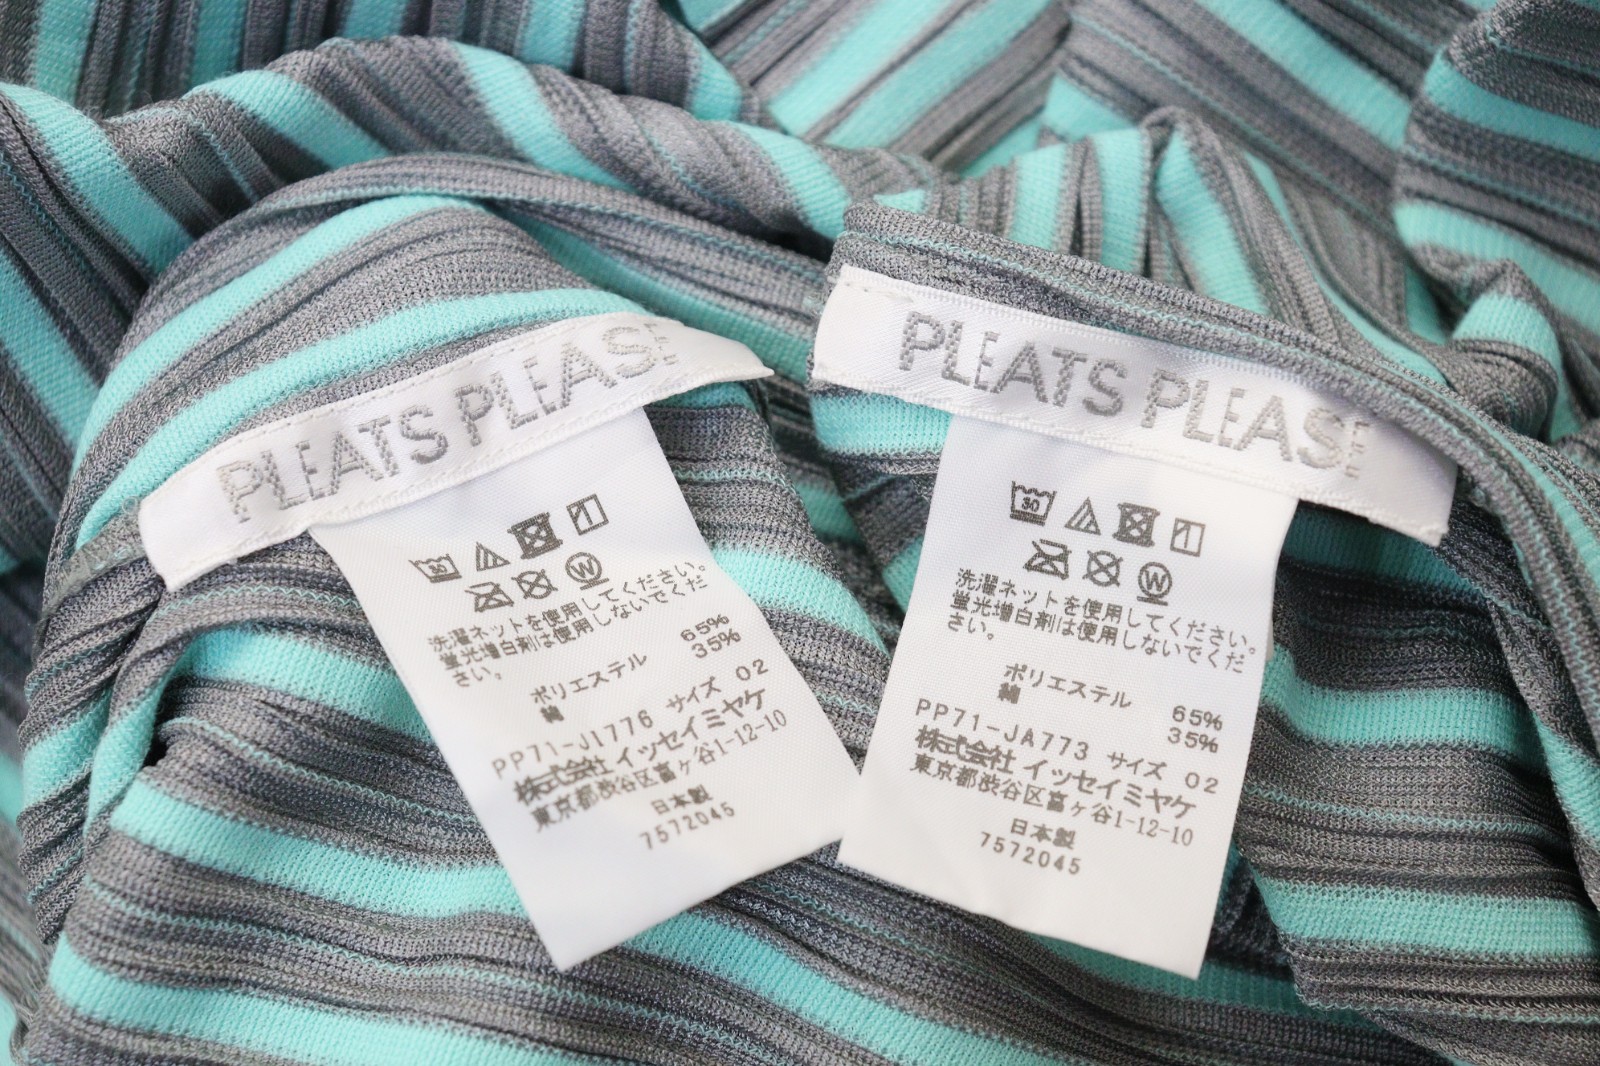 PLEATS PLEASE
30
W
洗濯ネットを使用してください。
蛍光増白剤は使用しないでくだ
さい。
ポリエステル 65%
綿 35%
PP71-JI776 サイズ 02
株式会社 イッセイミヤケ
東京都渋谷区富ヶ谷1-12-10
日本製
7572045
PLEATS PLEASE
30
W
洗濯ネットを使用してください。
蛍光増白剤は使用しないでくだ
さい。
ポリエステル 65%
綿 35%
PP71-JA773 サイズ 02
株式会社 イッセイミヤケ
東京都渋谷区富ヶ谷1-12-10
日本製
7572045